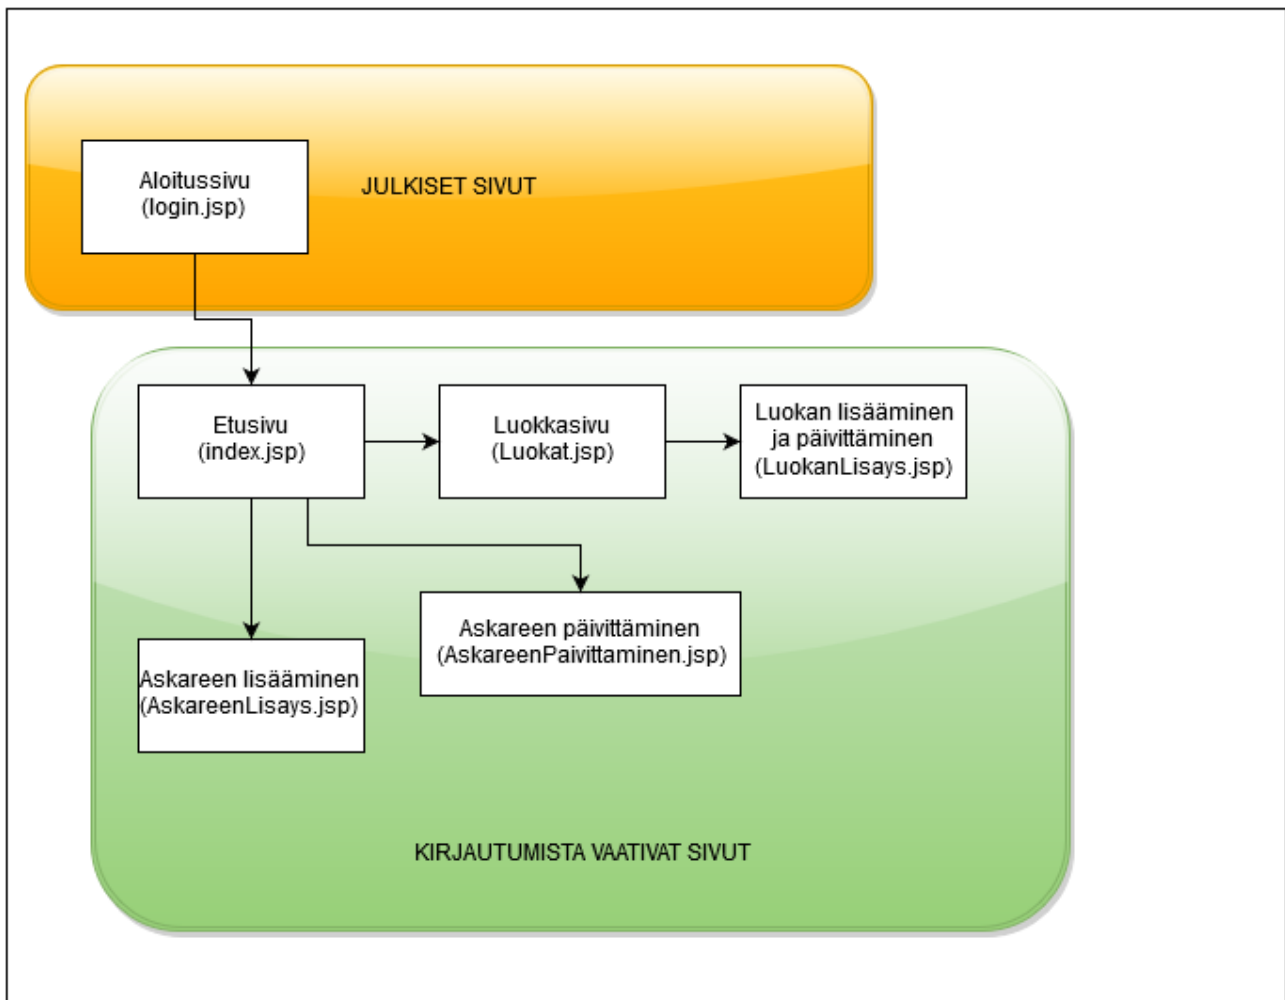 Aloitussivu
(login.jsp)
JULKISET SIVUT
Etusivu
(index.jsp)
Luokkasivu
(Luokat.jsp)
Luokan lisääminen
ja päivittäminen
(LuokanLisays.jsp)
Askareen päivittäminen
(AskareenPaivittaminen.jsp)
Askareen lisääminen
(AskareenLisays.jsp)
KIRJAUTUMISTA VAATIVAT SIVUT